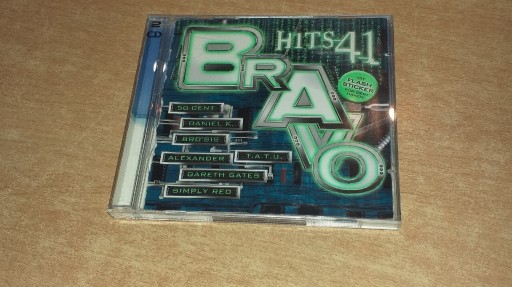 2
CD
HITS 41
BRAVO
FLASH
STICKER
50 CENT
DANIEL K.
BRO'SIS
ALEXANDER
T.A.T.U.
GARETH GATES
SIMPLY RED